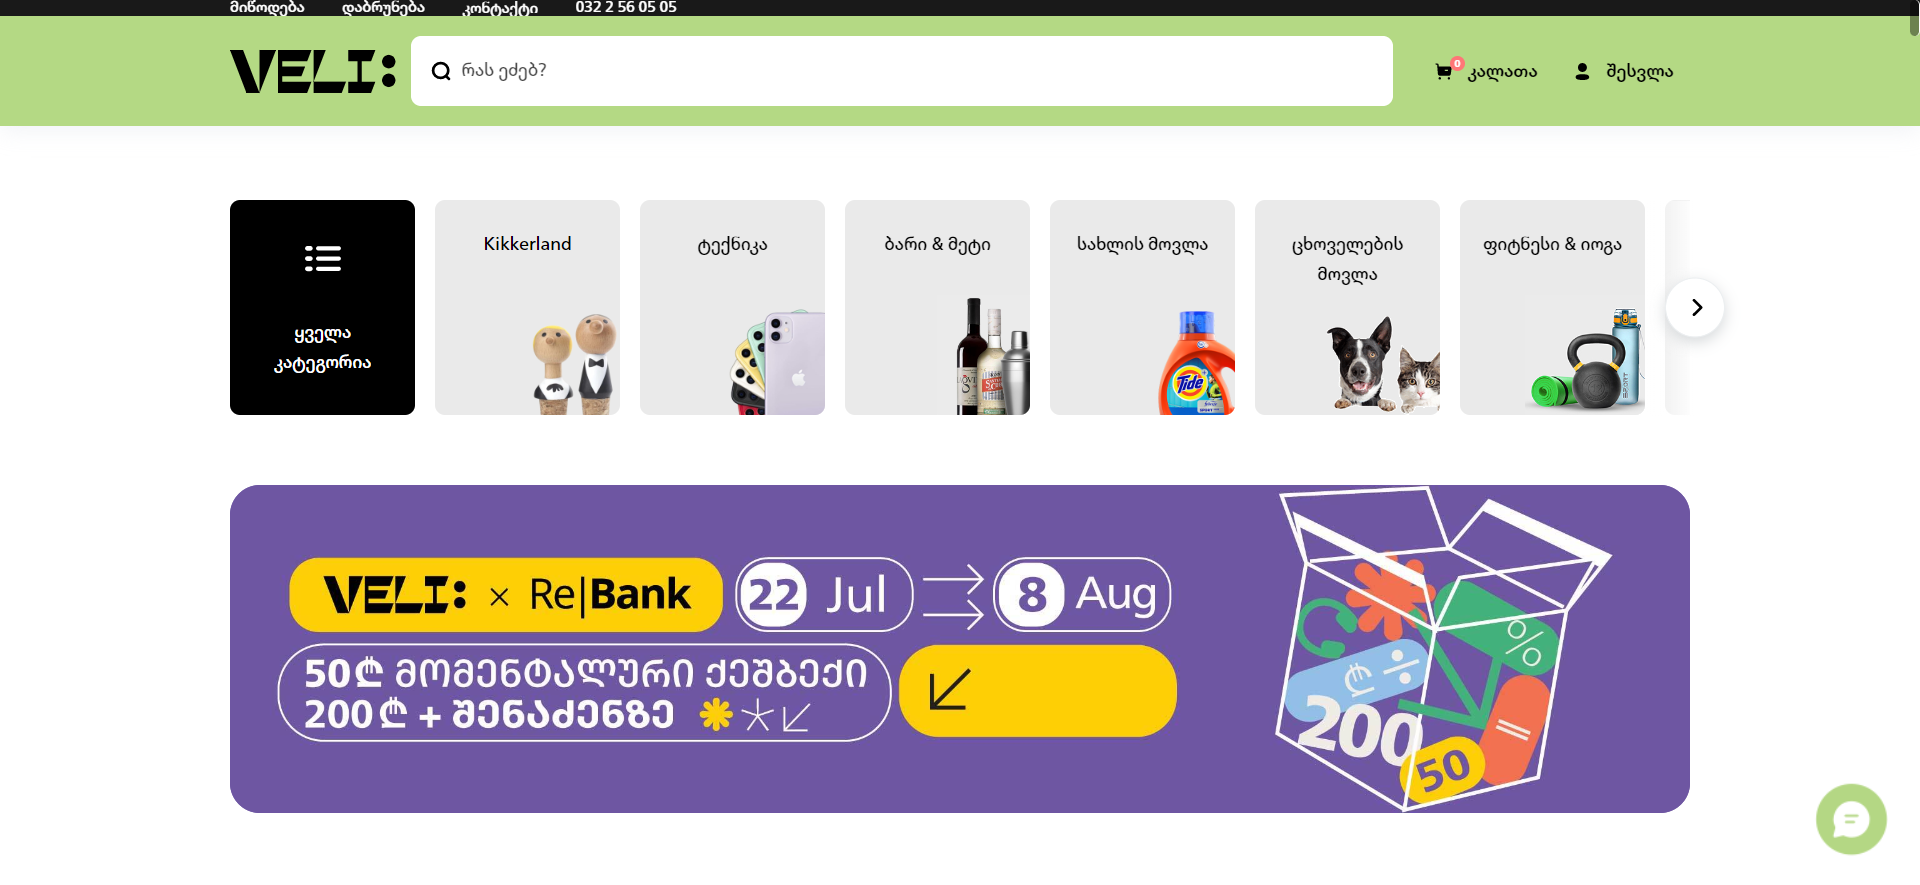 მიწოდება დაბრუნება კონტაქტი 032 2 56 05 05
VELI:
რას ეძებ?
0 კალათა
შესვლა
ყველა
კატეგორია
Kikkerland
ტექნიკა
ბარი & მეტი
სახლის მოვლა
Tide
ცხოველების
მოვლა
ფიტნესი & იოგა
VELI: × Re|Bank
22 Jul
8 Aug
50₾ მომენტალური ქეშბექი
200₾ + შენაძენზე
%
₾ ÷
200
=
50